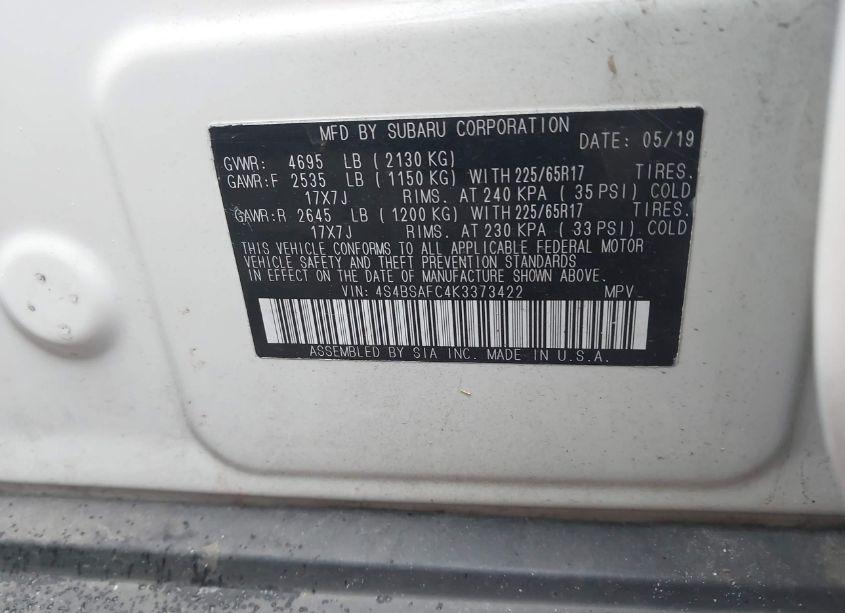 MFD BY SUBARU CORPORATION DATE: 05/19
GVWR: 4695 LB (2130 KG)
GAWR:F 2535 LB (1150 KG) WITH 225/65R17 TIRES.
17X7J RIMS. AT 240 KPA (35 PSI) COLD
GAWR:R 2645 LB (1200 KG) WITH 225/65R17 TIRES.
17X7J RIMS. AT 230 KPA (33 PSI) COLD
THIS VEHICLE CONFORMS TO ALL APPLICABLE FEDERAL MOTOR
VEHICLE SAFETY AND THEFT PREVENTION STANDARDS
IN EFFECT ON THE DATE OF MANUFACTURE SHOWN ABOVE.
VIN: 4S4BSAFC4K3373422 MPV
ASSEMBLED BY SIA INC. MADE IN U.S.A.